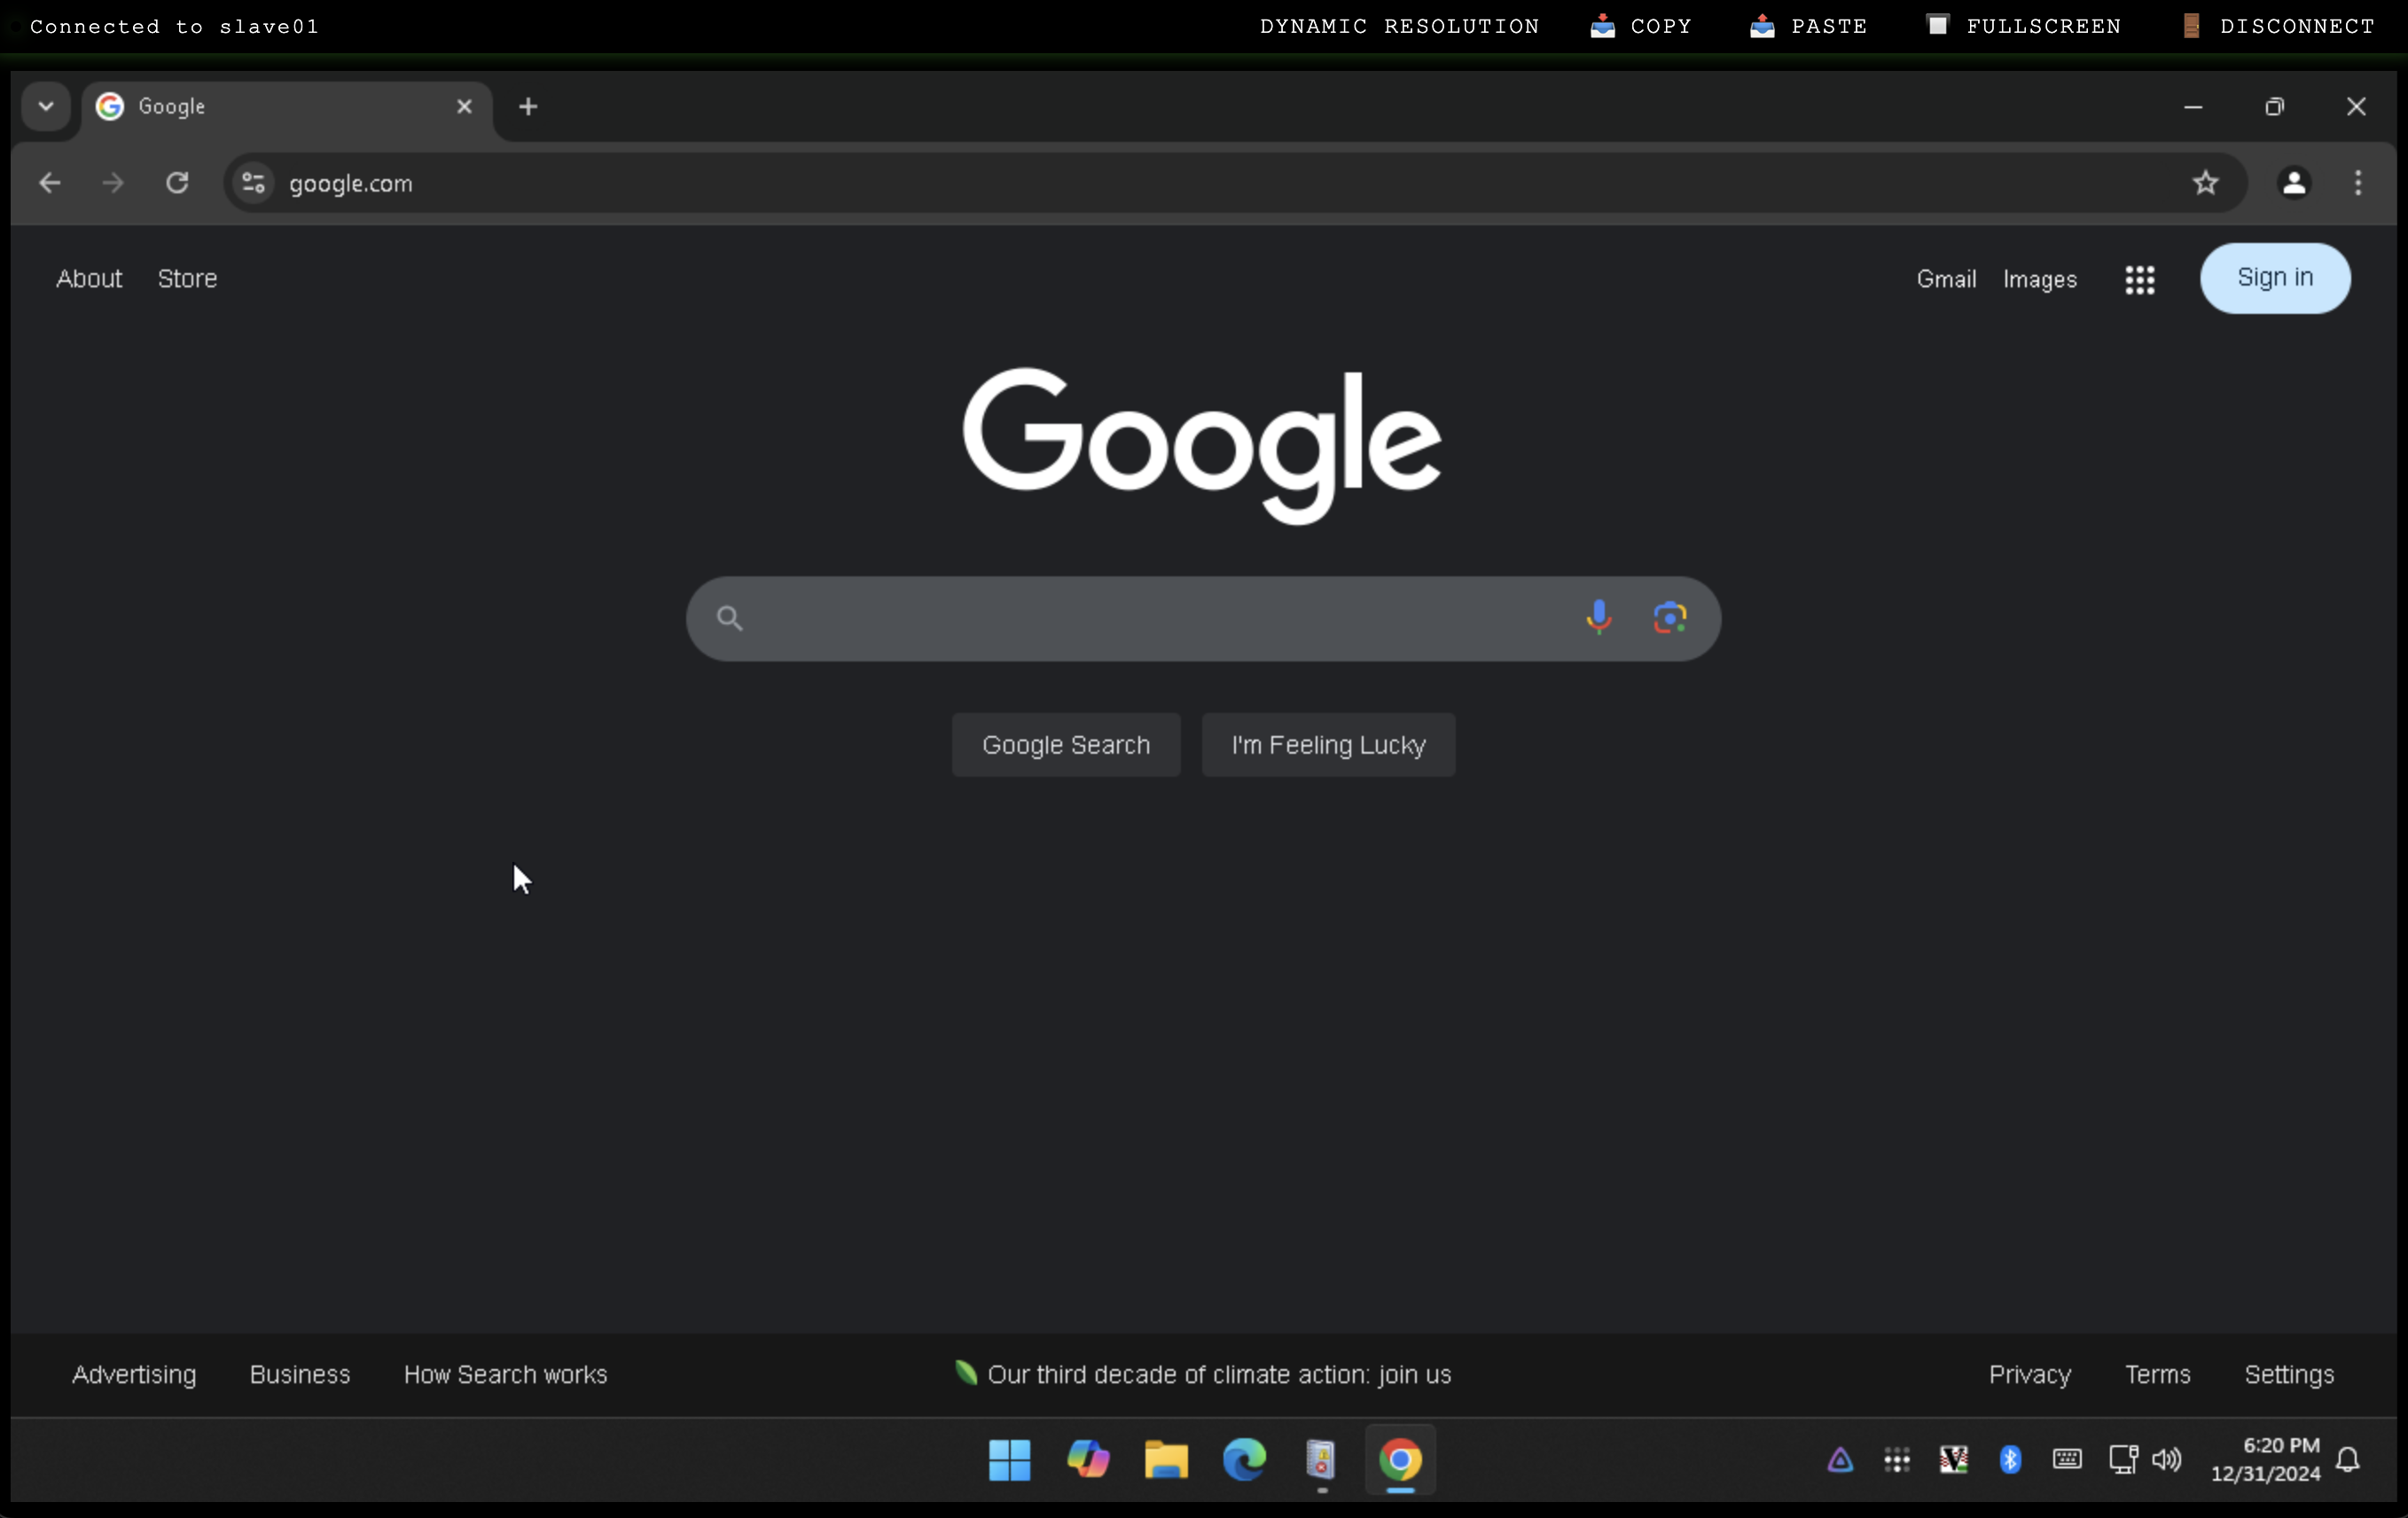 Connected to slave01 DYNAMIC RESOLUTION COPY PASTE FULLSCREEN DISCONNECT
Google
google.com
About Store Gmail Images Sign in
Google
Google Search I'm Feeling Lucky
Advertising Business How Search works Our third decade of climate action: join us Privacy Terms Settings
6:20 PM
12/31/2024